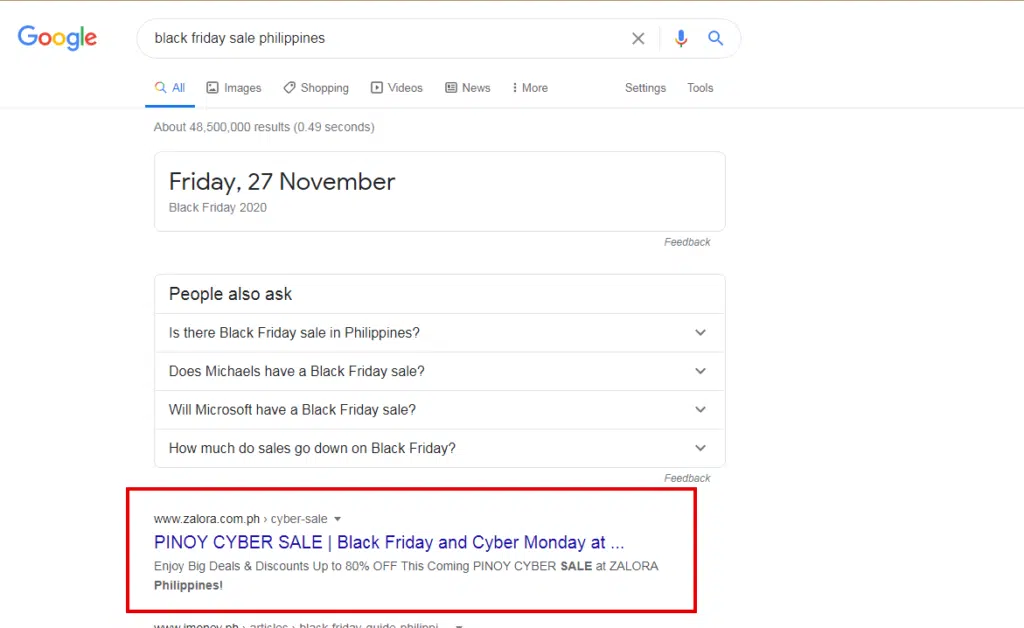 Google
black friday sale philippines
All Images Shopping Videos News More Settings Tools
About 48,500,000 results (0.49 seconds)
Friday, 27 November
Black Friday 2020
Feedback
People also ask
Is there Black Friday sale in Philippines?
Does Michaels have a Black Friday sale?
Will Microsoft have a Black Friday sale?
How much do sales go down on Black Friday?
Feedback
www.zalora.com.ph › cyber-sale
PINOY CYBER SALE | Black Friday and Cyber Monday at ...
Enjoy Big Deals & Discounts Up to 80% OFF This Coming PINOY CYBER SALE at ZALORA
Philippines!
www.imoney.ph › articles › black-friday-guide-philippi...